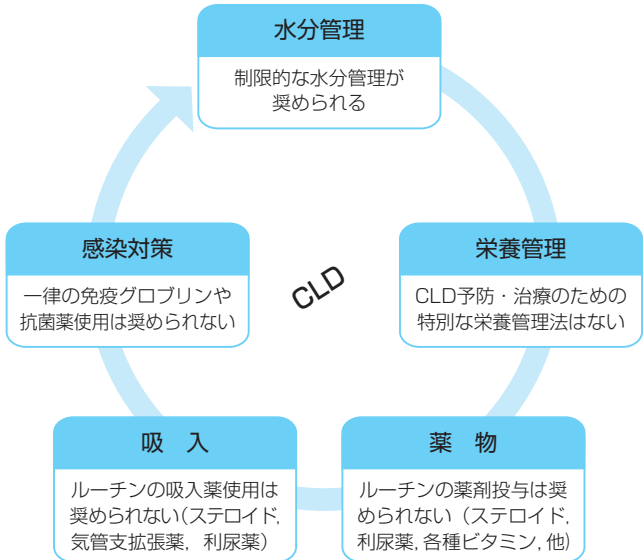 水分管理
制限的な水分管理が
奨められる
栄養管理
CLD予防・治療のための
特別な栄養管理法はない
薬　物
ルーチンの薬剤投与は奨
められない（ステロイド,
利尿薬, 各種ビタミン, 他)
吸　入
ルーチンの吸入薬使用は
奨められない(ステロイド,
気管支拡張薬，利尿薬）
感染対策
一律の免疫グロブリンや
抗菌薬使用は奨められない
CLD